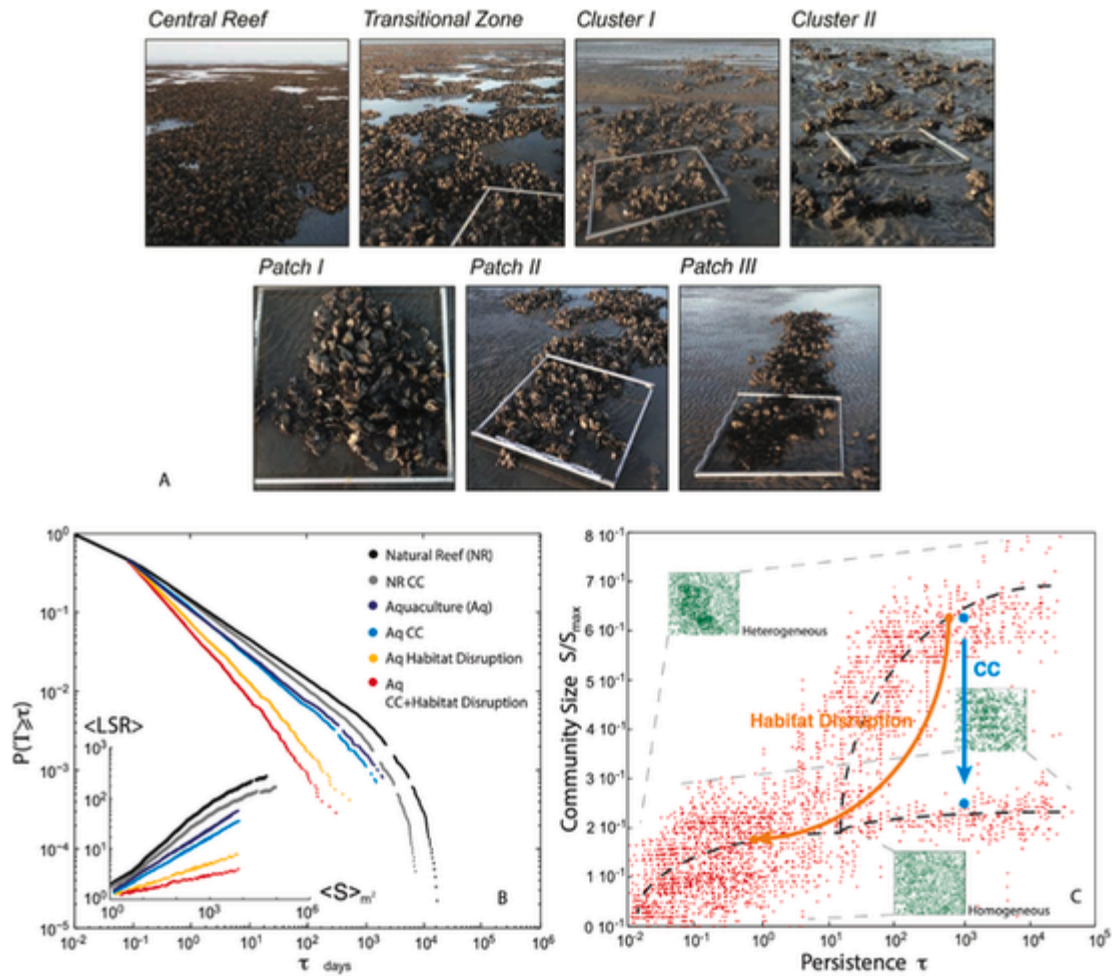 Central Reef
Transitional Zone
Cluster I
Cluster II
Patch I
Patch II
Patch III
A
10^0
10^-1
10^-2
10^-3
10^-4
10^-5
P(T⩾τ)
Natural Reef (NR)
NR CC
Aquaculture (Aq)
Aq CC
Aq Habitat Disruption
Aq
CC+Habitat Disruption
<LSR>
10^3
10^2
10^1
10^0
10^0
10^3
10^6
<S> m^2
B
10^-2
10^-1
10^0
10^1
10^2
10^3
10^4
10^5
10^6
τ days
8 10^-1
7 10^-1
6 10^-1
5 10^-1
4 10^-5
3 10^-1
2 10^-1
1 10^-1
0 10^-1
Community Size S/S_max
Heterogeneous
CC
Habitat Disruption
Homogeneous
C
10^-2
10^-1
10^0
10^1
10^2
10^3
10^4
10^5
Persistence τ